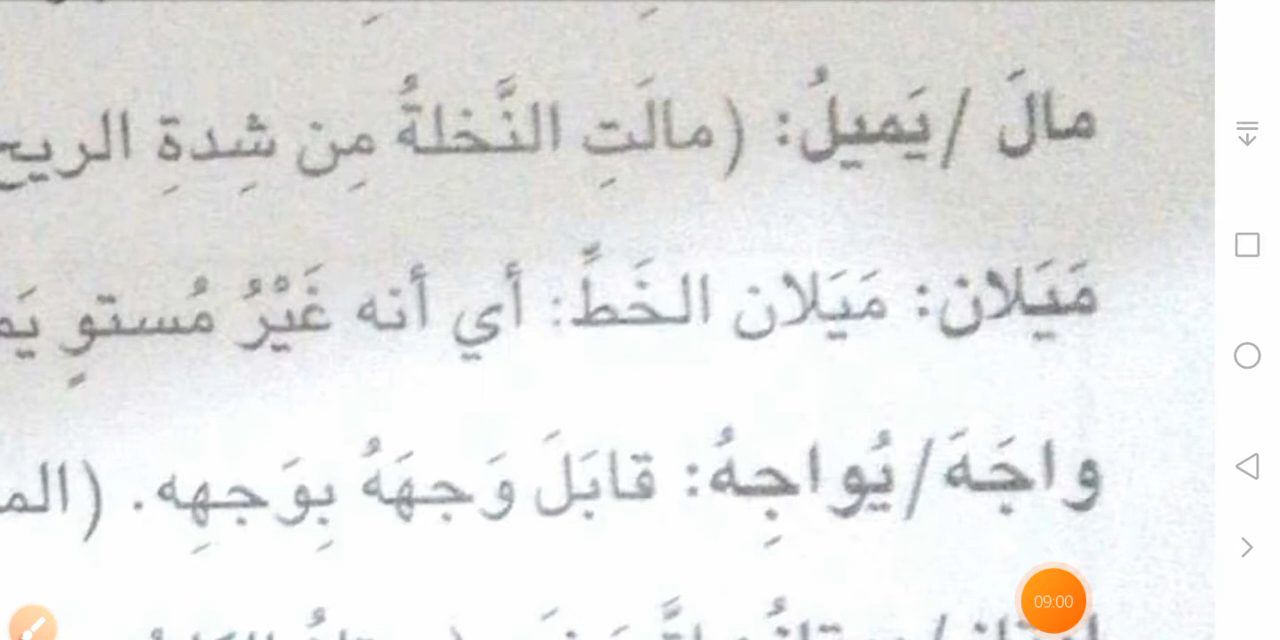 مالَ / يَميلُ: (مالَتِ النَّخلةُ مِن شِدةِ الريح
مَيَلان: مَيَلان الخَطِّ: أي أنه غَيْرُ مُستوٍ
واجَهَ/يُواجِهُ: قابَلَ وَجهَهُ بِوَجهِه. (
09:00